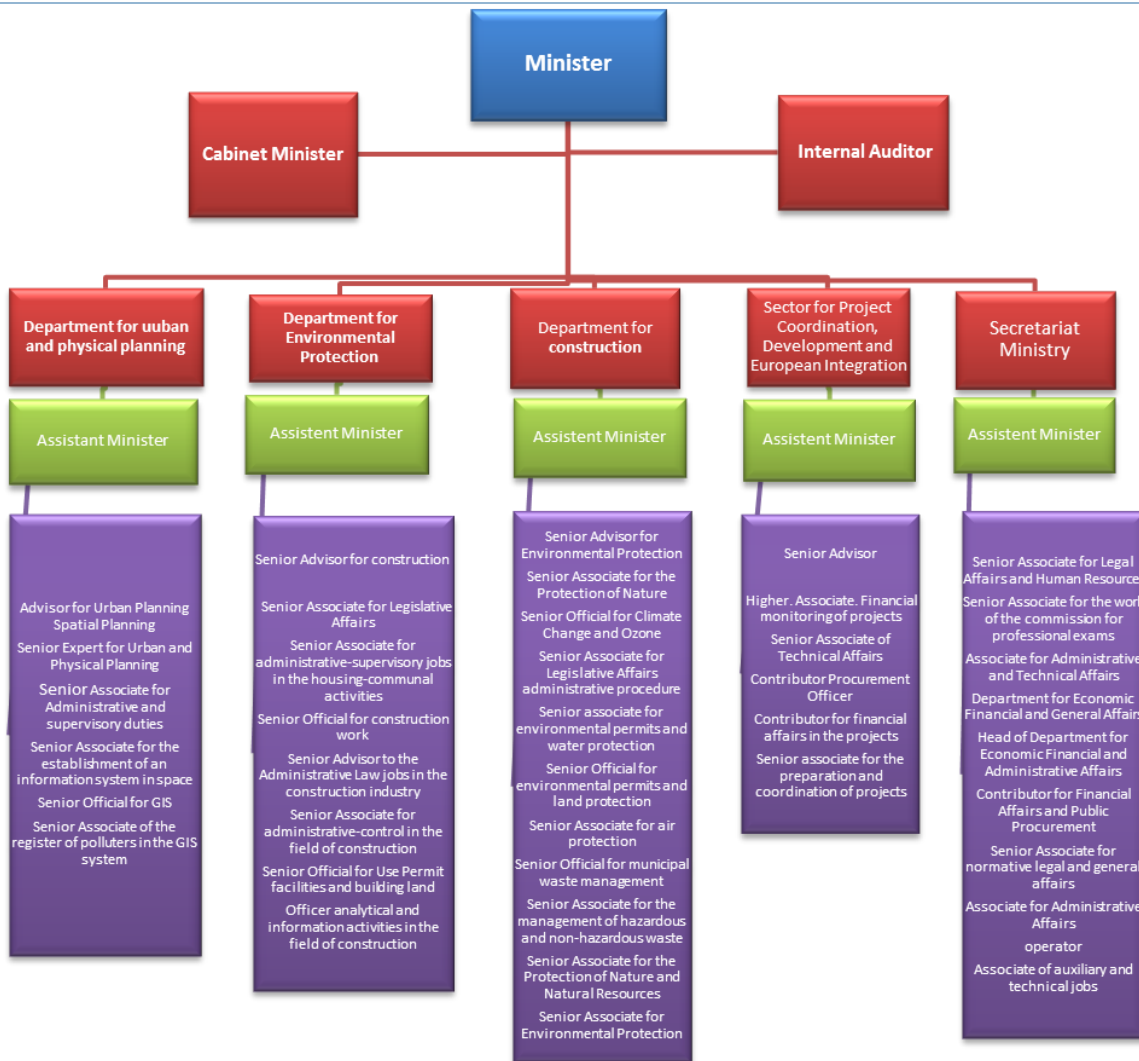 Minister
Cabinet Minister
Internal Auditor
Department for uuban
and physical planning
Department for
Environmental
Protection
Department for
construction
Sector for Project
Coordination,
Development and
European Integration
Secretariat
Ministry
Assistant Minister
Assistent Minister
Assistent Minister
Assistent Minister
Assistent Minister
Advisor for Urban Planning
Spatial Planning
Senior Expert for Urban and
Physical Planning
Senior Associate for
Administrative and
supervisory duties
Senior Associate for the
establishment of an
information system in space
Senior Official for GIS
Senior Associate of the
register of polluters in the GIS
system
Senior Advisor for construction
Senior Associate for Legislative
Affairs
Senior Associate for
administrative-supervisory jobs
in the housing-communal
activities
Senior Official for construction
work
Senior Advisor to the
Administrative Law jobs in the
construction industry
Senior Associate for
administrative-control in the
field of construction
Senior Official for Use Permit
facilities and building land
Officer analytical and
information activities in the
field of construction
Senior Advisor for
Environmental Protection
Senior Associate for the
Protection of Nature
Senior Official for Climate
Change and Ozone
Senior Associate for
Legislative Affairs
administrative procedure
Senior associate for
environmental permits and
water protection
Senior Official for
environmental permits and
land protection
Senior Associate for air
protection
Senior Official for municipal
waste management
Senior Associate for the
management of hazardous
and non-hazardous waste
Senior Associate for the
Protection of Nature and
Natural Resources
Senior Associate for
Environmental Protection
Senior Advisor
Higher. Associate. Financial
monitoring of projects
Senior Associate of
Technical Affairs
Contributor Procurement
Officer
Contributor for financial
affairs in the projects
Senior associate for the
preparation and
coordination of projects
Senior Associate for Legal
Affairs and Human Resources
Senior Associate for the work
of the commission for
professional exams
Associate for Administrative
and Technical Affairs
Department for Economic
Financial and General Affairs
Head of Department for
Economic Financial and
Administrative Affairs
Contributor for Financial
Affairs and Public
Procurement
Senior Associate for
normative legal and general
affairs
Associate for Administrative
Affairs
operator
Associate of auxiliary and
technical jobs